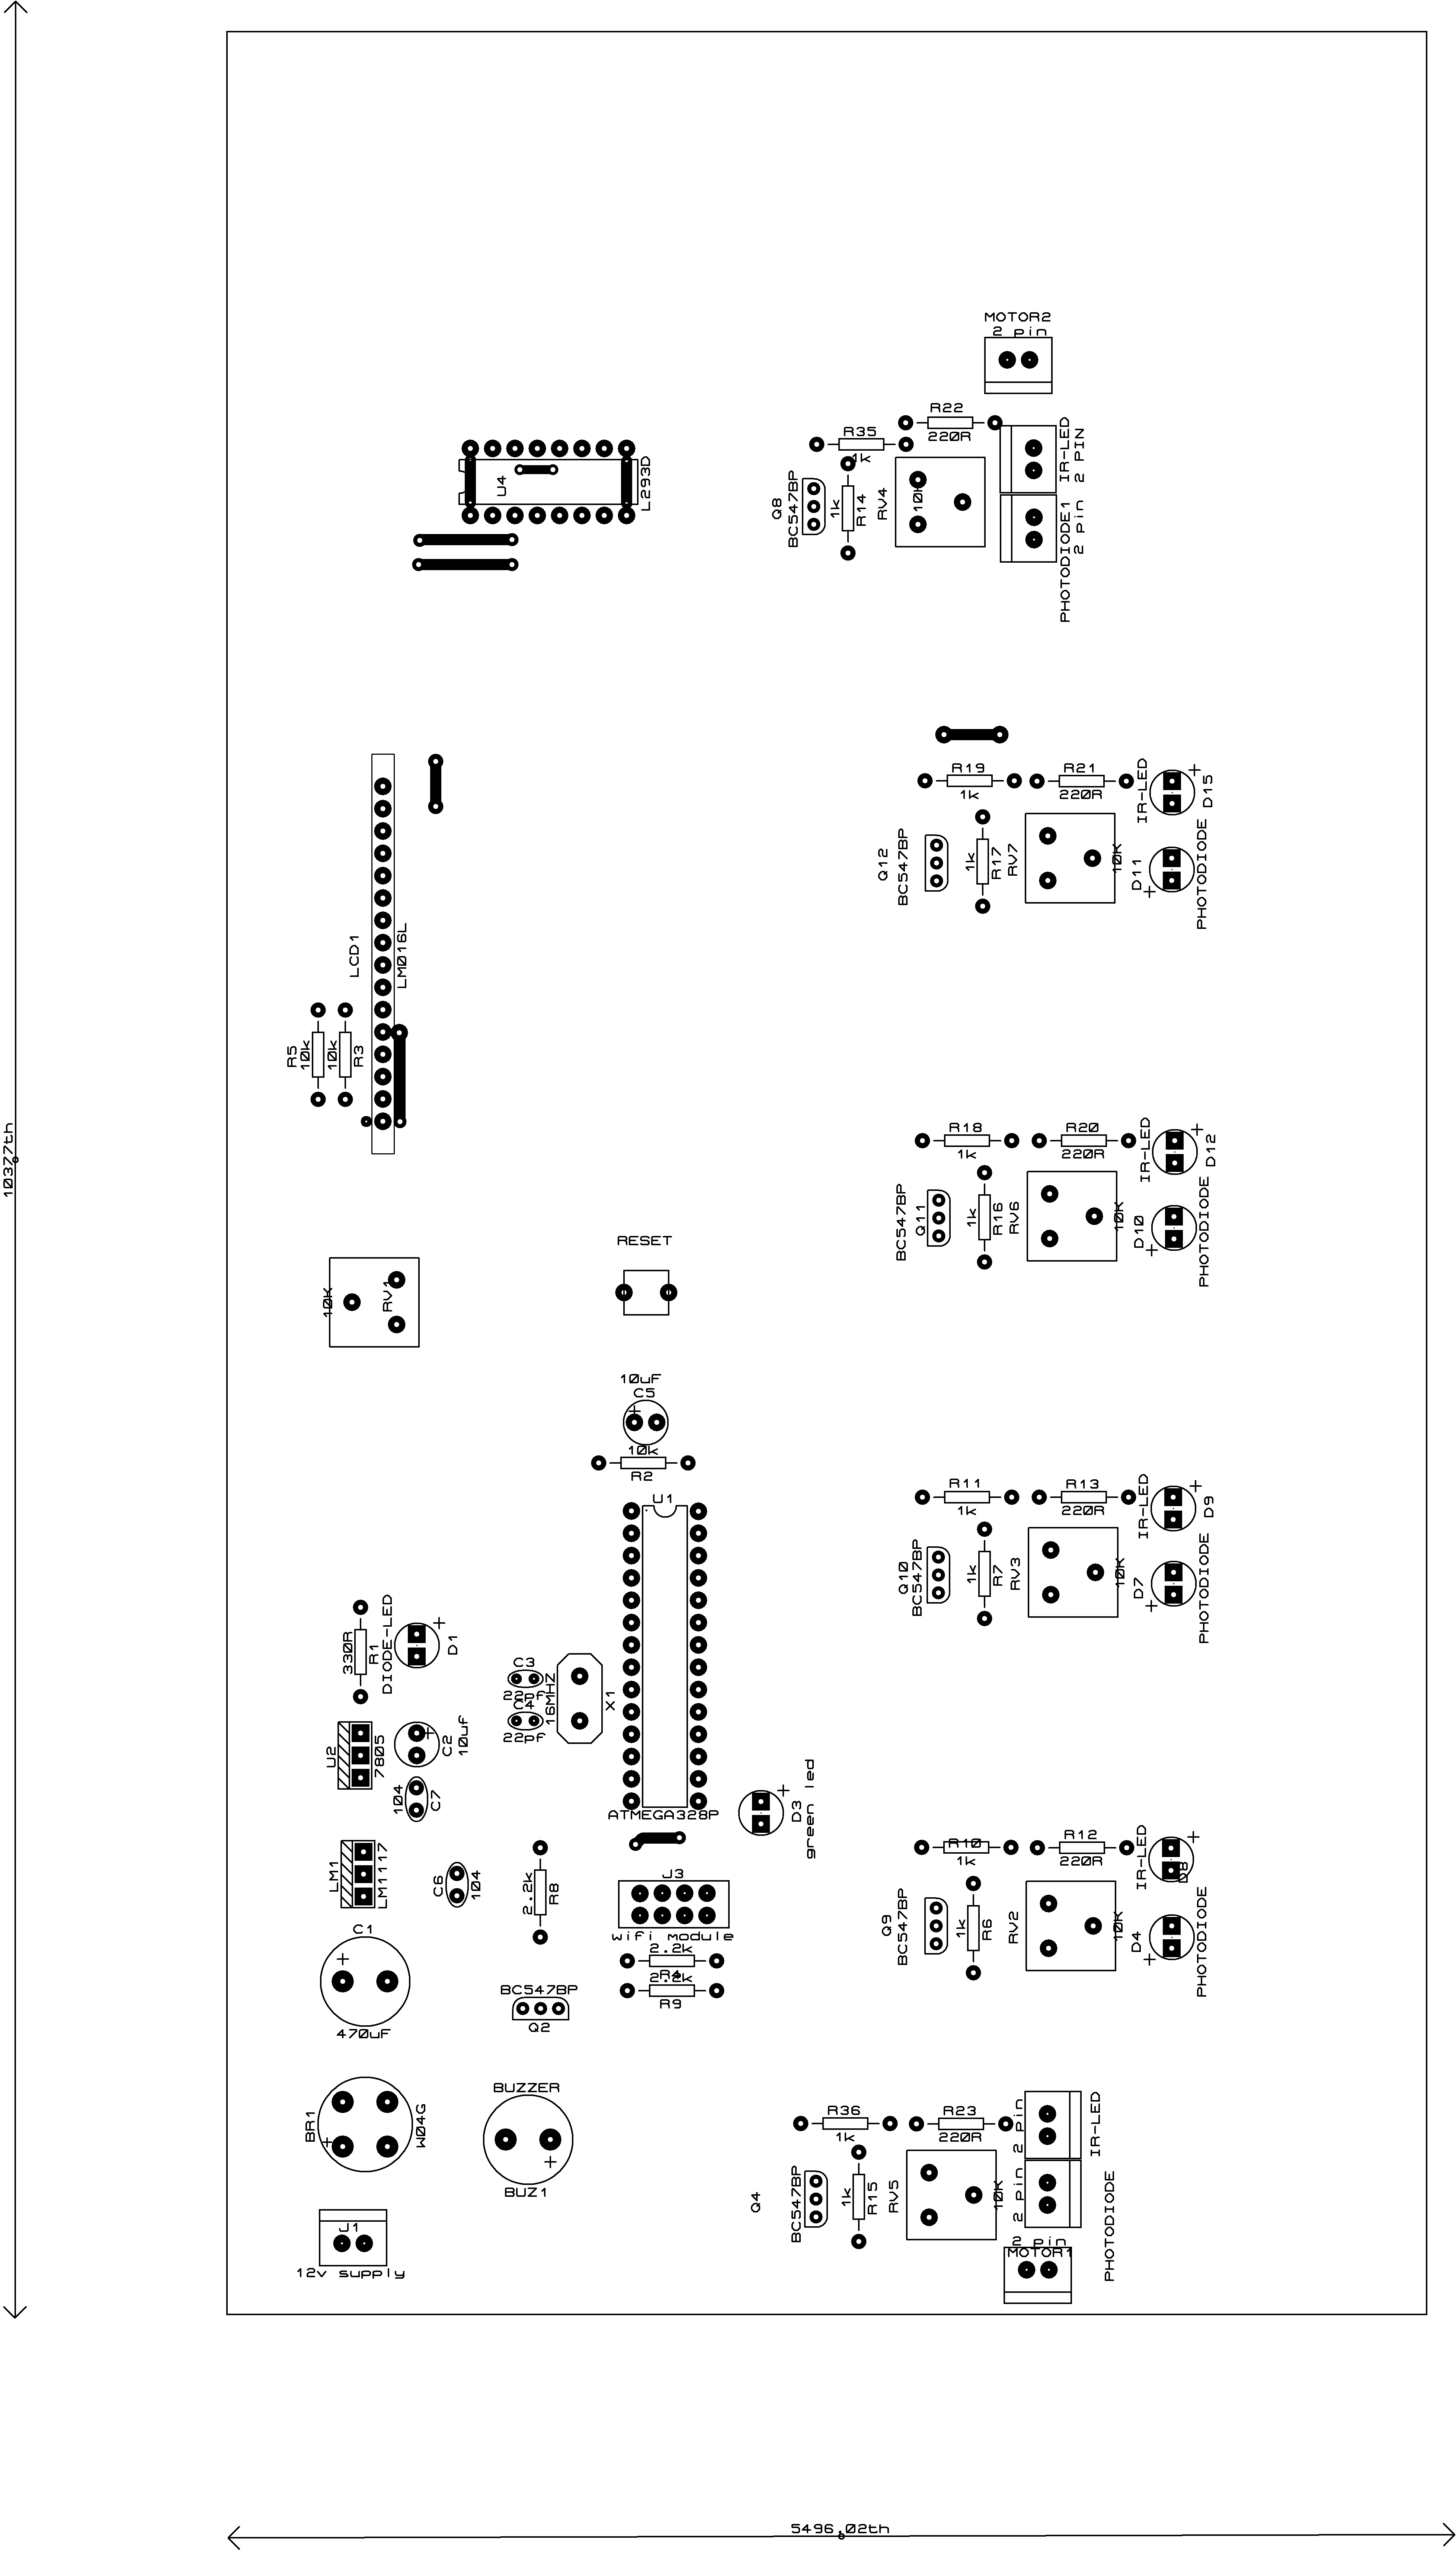 MOTOR2
2 pin
R22
220R
R35
1k
IR-LED
2 PIN
U4
L293D
Q8
BC547BP
1k
R14
RV4
10K
PHOTODIODE1
2 pin
R19
1k
R21
220R
IR-LED
D15
Q12
BC547BP
1k
R17
RV7
10K
D11
PHOTODIODE
LCD1
LM016L
R5
10k
10k
R3
10377th
R18
1k
R20
220R
IR-LED
D12
BC547BP
Q11
1k
R16
RV6
10K
D10
PHOTODIODE
RESET
10K
RV1
10uF
C5
10k
R2
U1
R11
1k
R13
220R
IR-LED
D9
Q10
BC547BP
1k
R7
RV3
10K
D7
PHOTODIODE
330R
R1
DIODE-LED
D1
C3
22pf
C4
22pf
16MHZ
X1
U2
7805
C2
10uf
104
C7
ATMEGA328P
D3
green led
R10
1k
R12
220R
IR-LED
D8
LM1
LM1117
C6
104
2.2k
R8
J3
wifi module
2.2k
R4
2.2k
R9
Q9
BC547BP
1k
R6
RV2
10K
D4
PHOTODIODE
C1
470uF
BC547BP
Q2
BR1
W04G
BUZZER
BUZ1
R36
1k
R23
220R
2 pin
IR-LED
Q4
BC547BP
1k
R15
RV5
10K
2 pin
PHOTODIODE
J1
12v supply
2 pin
MOTOR1
5496.02th